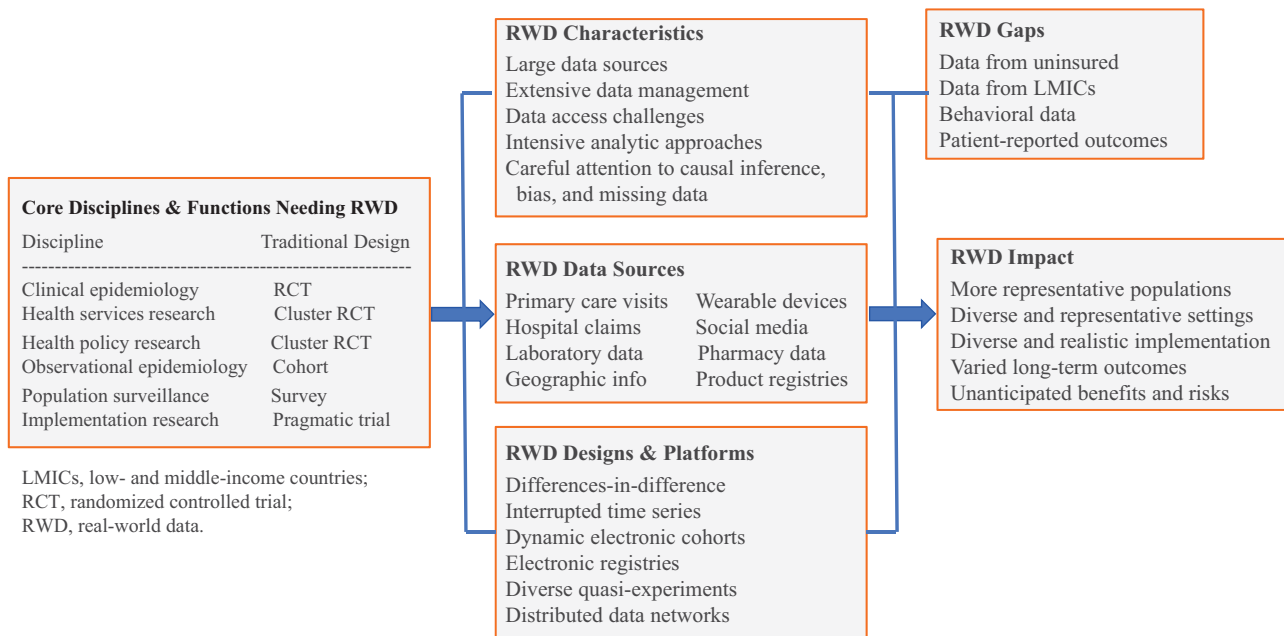 Core Disciplines & Functions Needing RWD
Discipline Traditional Design
-----------------------------------------------------------
Clinical epidemiology RCT
Health services research Cluster RCT
Health policy research Cluster RCT
Observational epidemiology Cohort
Population surveillance Survey
Implementation research Pragmatic trial
LMICs, low- and middle-income countries;
RCT, randomized controlled trial;
RWD, real-world data.
RWD Characteristics
Large data sources
Extensive data management
Data access challenges
Intensive analytic approaches
Careful attention to causal inference,
bias, and missing data
RWD Data Sources
Primary care visits Wearable devices
Hospital claims Social media
Laboratory data Pharmacy data
Geographic info Product registries
RWD Designs & Platforms
Differences-in-difference
Interrupted time series
Dynamic electronic cohorts
Electronic registries
Diverse quasi-experiments
Distributed data networks
RWD Gaps
Data from uninsured
Data from LMICs
Behavioral data
Patient-reported outcomes
RWD Impact
More representative populations
Diverse and representative settings
Diverse and realistic implementation
Varied long-term outcomes
Unanticipated benefits and risks